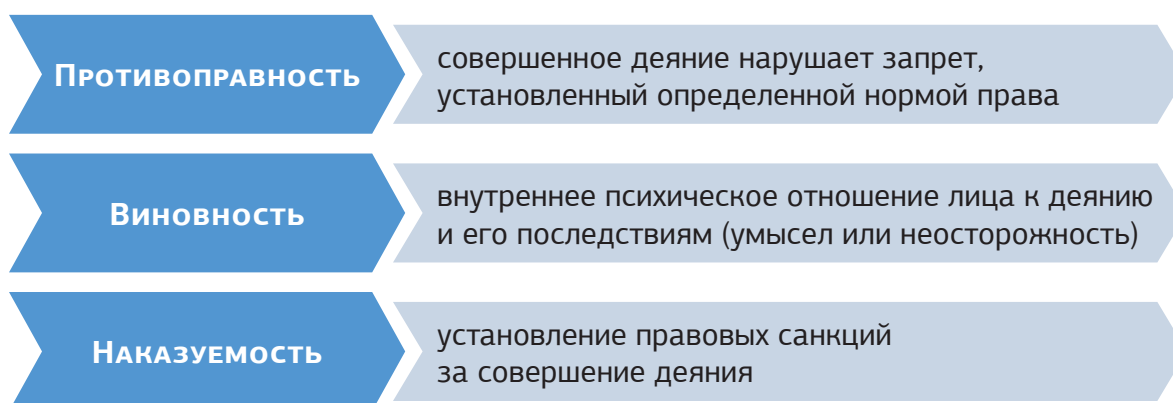 Противоправность
совершенное деяние нарушает запрет,
установленный определенной нормой права
Виновность
внутреннее психическое отношение лица к деянию
и его последствиям (умысел или неосторожность)
Наказуемость
установление правовых санкций
за совершение деяния